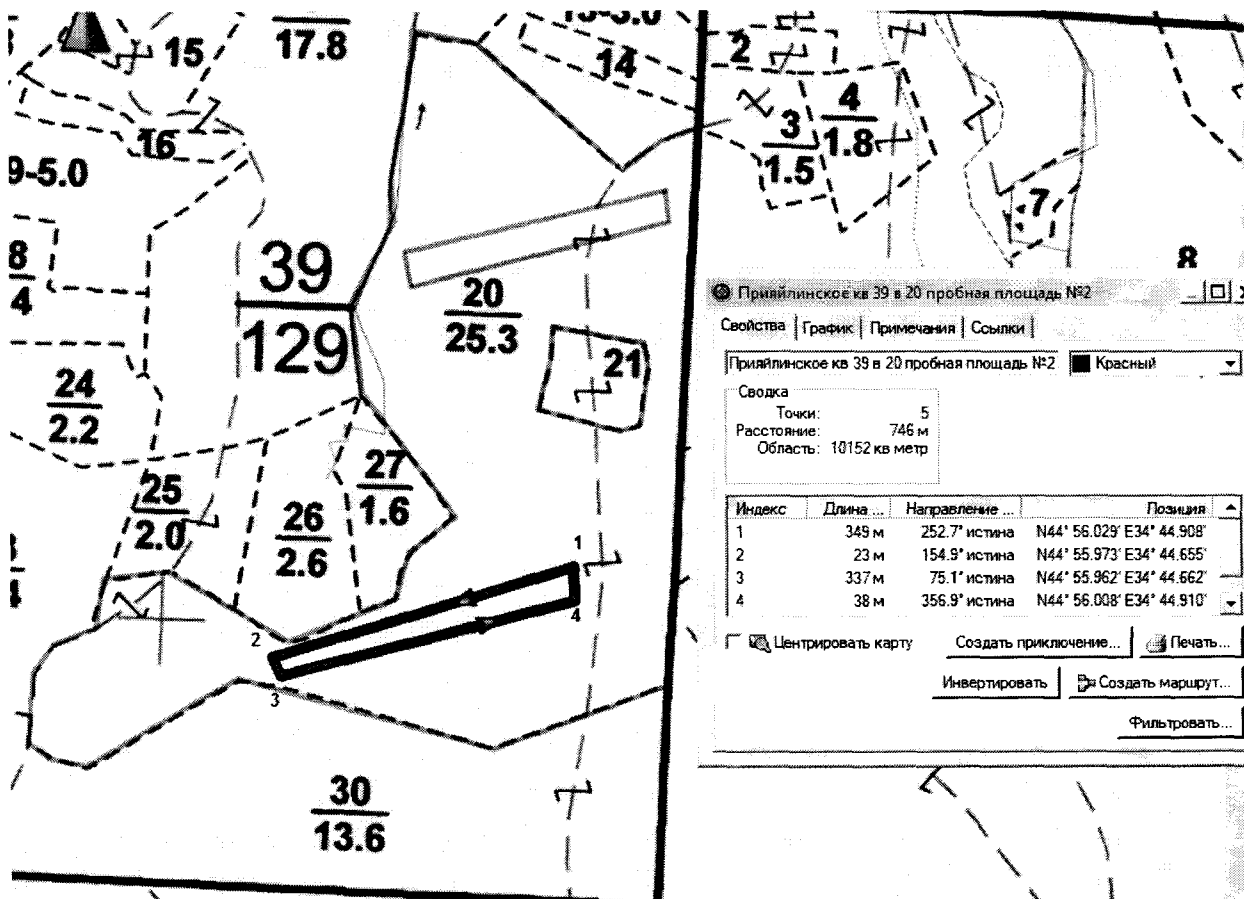 15
17.8
14
2
16
3
1.5
4
1.8
9-5.0
7
8
8
4
39
129
20
25.3
21
24
2.2
25
2.0
26
2.6
27
1.6
1
2
3
4
30
13.6
Прияйлинское кв 39 в 20 пробная площадь №2
Свойства График Примечания Ссылки
Прияйлинское кв 39 в 20 пробная площадь №2 Красный
Сводка
Точки: 5
Расстояние: 746 м
Область: 10152 кв метр
Индекс Длина ... Направление ... Позиция
1 349 м 252.7° истина N44° 56.029' E34° 44.908'
2 23 м 154.9° истина N44° 55.973' E34° 44.655'
3 337 м 75.1° истина N44° 55.962' E34° 44.662'
4 38 м 356.9° истина N44° 56.008' E34° 44.910'
Центрировать карту Создать приключение... Печать...
Инвертировать Создать маршрут...
Фильтровать...